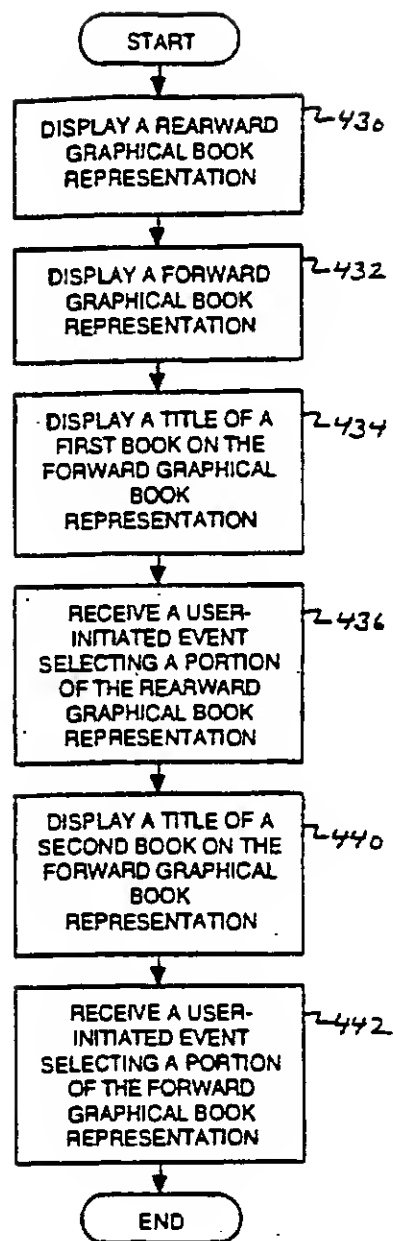 START
DISPLAY A REARWARD
GRAPHICAL BOOK
REPRESENTATION
430
DISPLAY A FORWARD
GRAPHICAL BOOK
REPRESENTATION
432
DISPLAY A TITLE OF A
FIRST BOOK ON THE
FORWARD GRAPHICAL
BOOK
REPRESENTATION
434
RECEIVE A USER-
INITIATED EVENT
SELECTING A PORTION
OF THE REARWARD
GRAPHICAL BOOK
REPRESENTATION
436
DISPLAY A TITLE OF A
SECOND BOOK ON THE
FORWARD GRAPHICAL
BOOK
REPRESENTATION
440
RECEIVE A USER-
INITIATED EVENT
SELECTING A PORTION
OF THE FORWARD
GRAPHICAL BOOK
REPRESENTATION
442
END